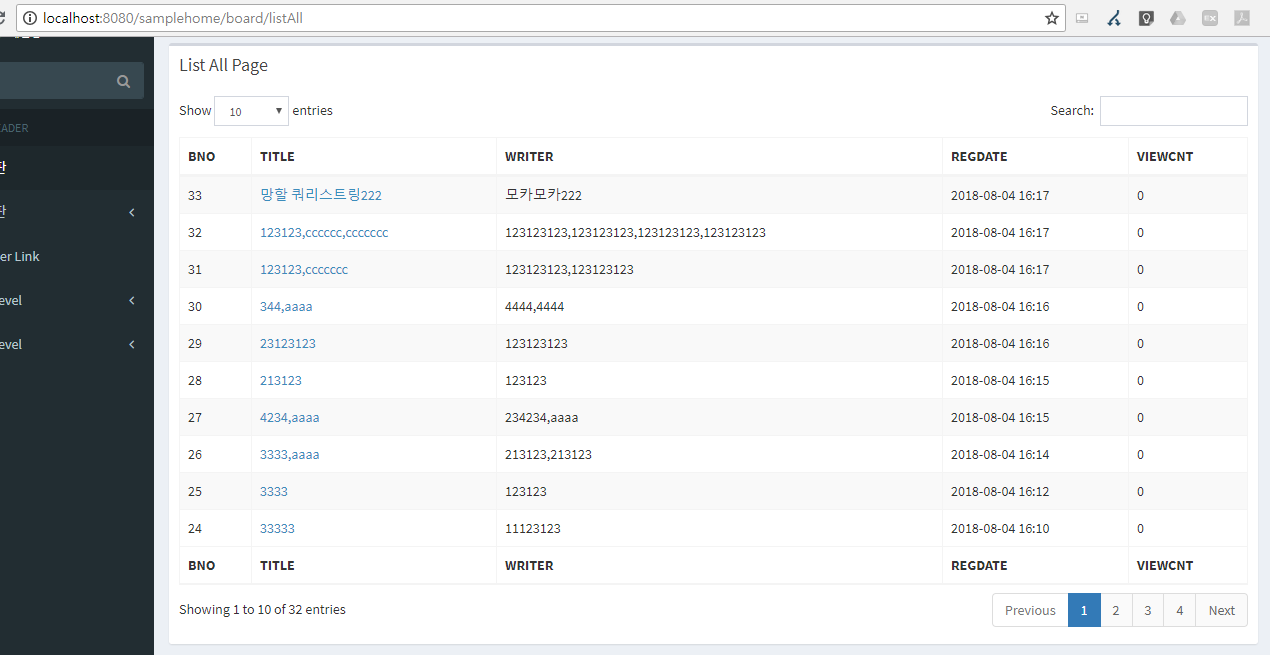 localhost:8080/samplehome/board/listAll
List All Page
Show 10 entries Search:
BNO TITLE WRITER REGDATE VIEWCNT
33 망할 쿼리스트링222 모카모카222 2018-08-04 16:17 0
32 123123,cccccc,ccccccc 123123123,123123123,123123123,123123123 2018-08-04 16:17 0
31 123123,ccccccc 123123123,123123123 2018-08-04 16:17 0
30 344,aaaa 4444,4444 2018-08-04 16:16 0
29 23123123 123123123 2018-08-04 16:16 0
28 213123 123123 2018-08-04 16:15 0
27 4234,aaaa 234234,aaaa 2018-08-04 16:15 0
26 3333,aaaa 213123,213123 2018-08-04 16:14 0
25 3333 123123 2018-08-04 16:12 0
24 33333 11123123 2018-08-04 16:10 0
BNO TITLE WRITER REGDATE VIEWCNT
Showing 1 to 10 of 32 entries Previous 1 2 3 4 Next
EADER
er Link
evel
evel